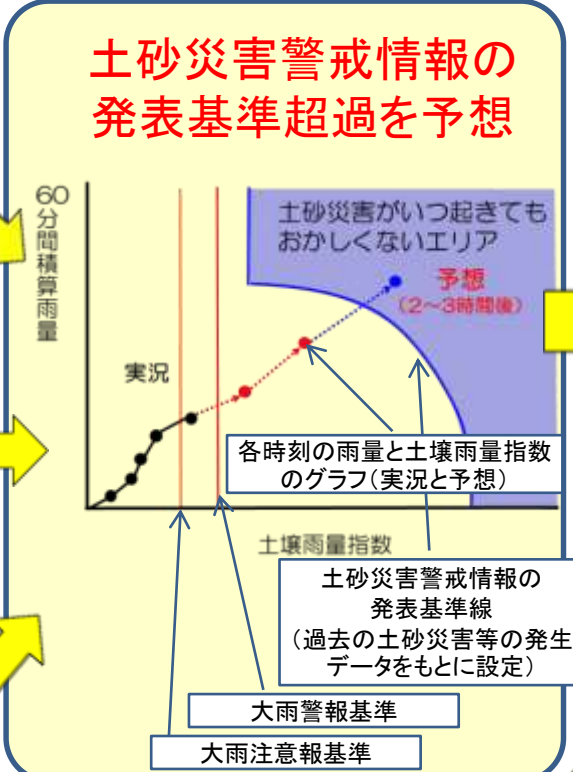 土砂災害警戒情報の
発表基準超過を予想
60分間積算雨量
土砂災害がいつ起きても
おかしくないエリア
予想
(2〜3時間後)
実況
各時刻の雨量と土壌雨量指数
のグラフ(実況と予想)
土壌雨量指数
土砂災害警戒情報の
発表基準線
(過去の土砂災害等の発生
データをもとに設定)
大雨警報基準
大雨注意報基準